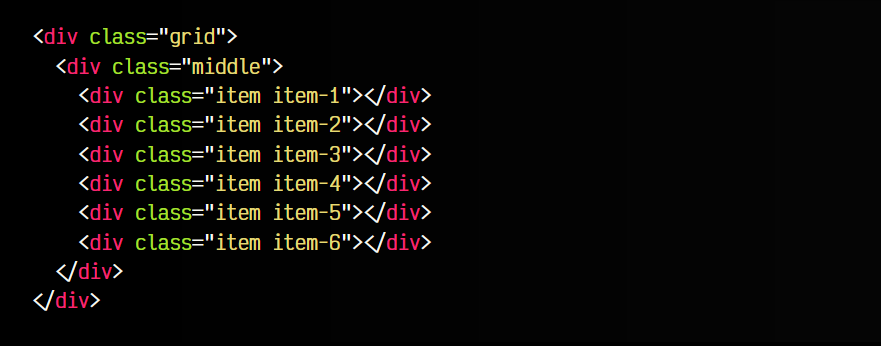 <div class="grid">
  <div class="middle">
    <div class="item item-1"></div>
    <div class="item item-2"></div>
    <div class="item item-3"></div>
    <div class="item item-4"></div>
    <div class="item item-5"></div>
    <div class="item item-6"></div>
  </div>
</div>